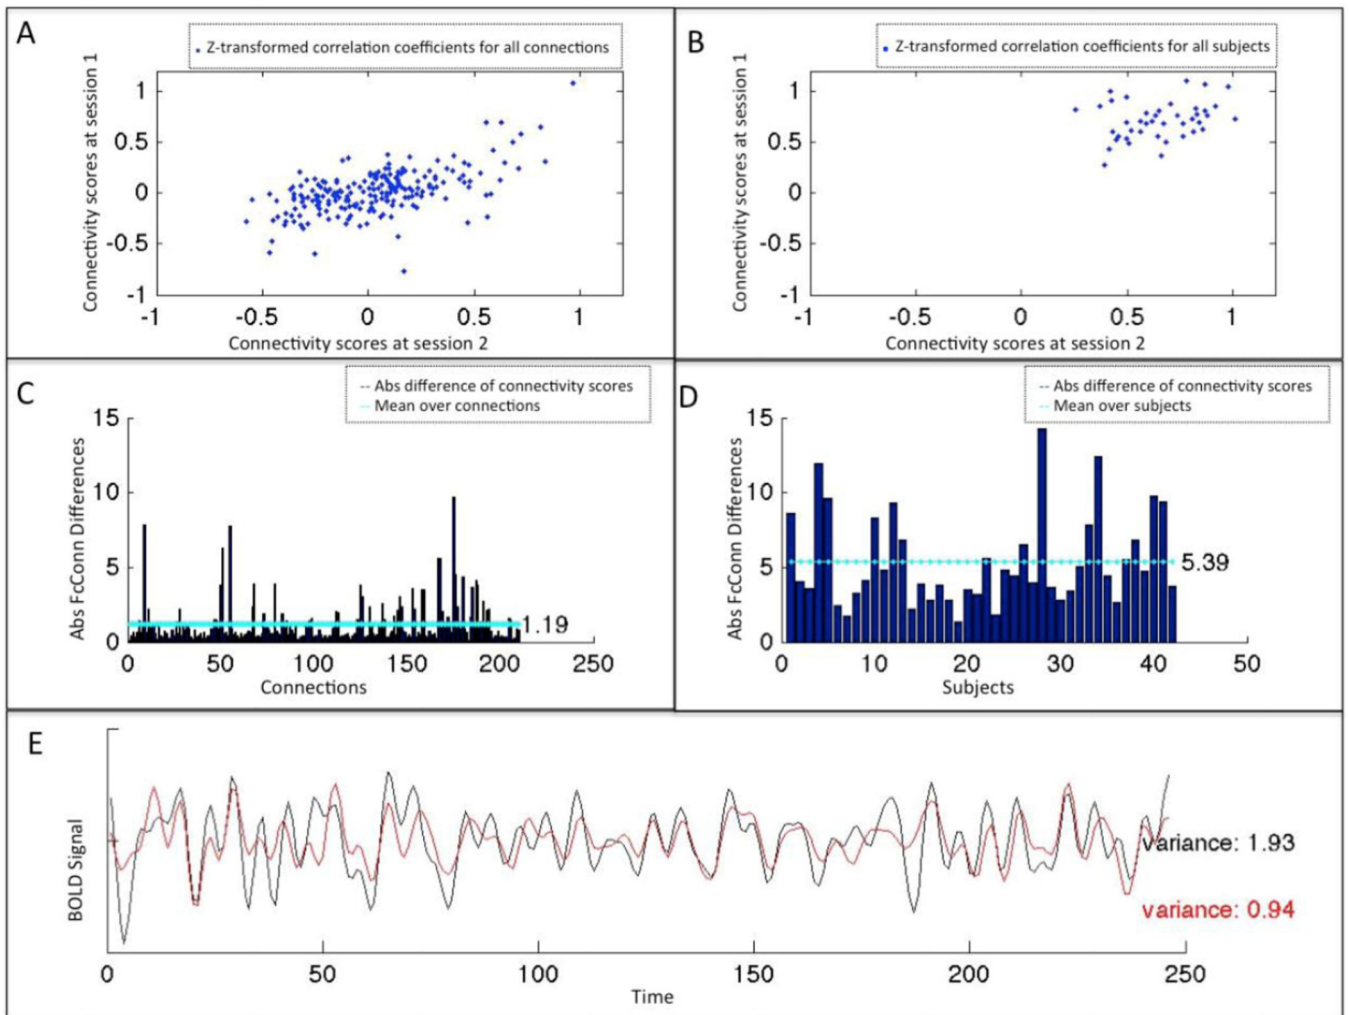 A
Z-transformed correlation coefficients for all connections
Connectivity scores at session 1
1
0.5
0
-0.5
-1
-1 -0.5 0 0.5 1
Connectivity scores at session 2
B
Z-transformed correlation coefficients for all subjects
Connectivity scores at session 1
1
0.5
0
-0.5
-1
-1 -0.5 0 0.5 1
Connectivity scores at session 2
C
Abs difference of connectivity scores
Mean over connections
Abs FcConn Differences
15
10
5
0
1.19
0 50 100 150 200 250
Connections
D
Abs difference of connectivity scores
Mean over subjects
Abs FcConn Differences
15
10
5
0
5.39
0 10 20 30 40 50
Subjects
E
BOLD Signal
variance: 1.93
variance: 0.94
0 50 100 150 200 250
Time